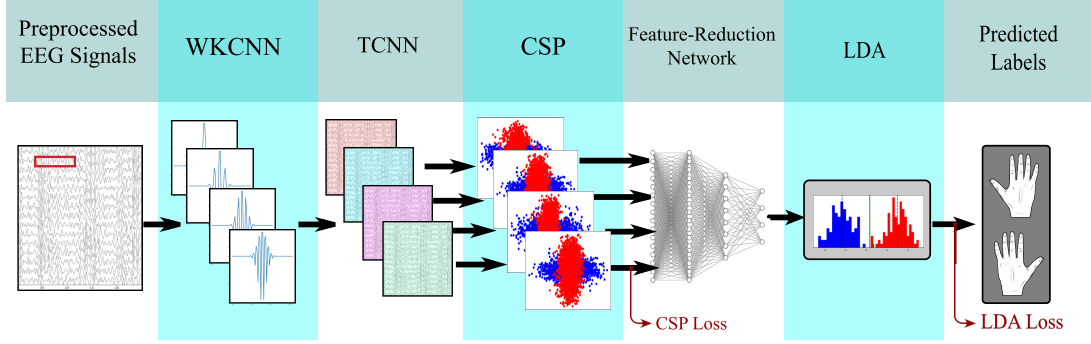 Preprocessed
EEG Signals
WKCNN
TCNN
CSP
Feature-Reduction
Network
LDA
Predicted
Labels
CSP Loss
LDA Loss